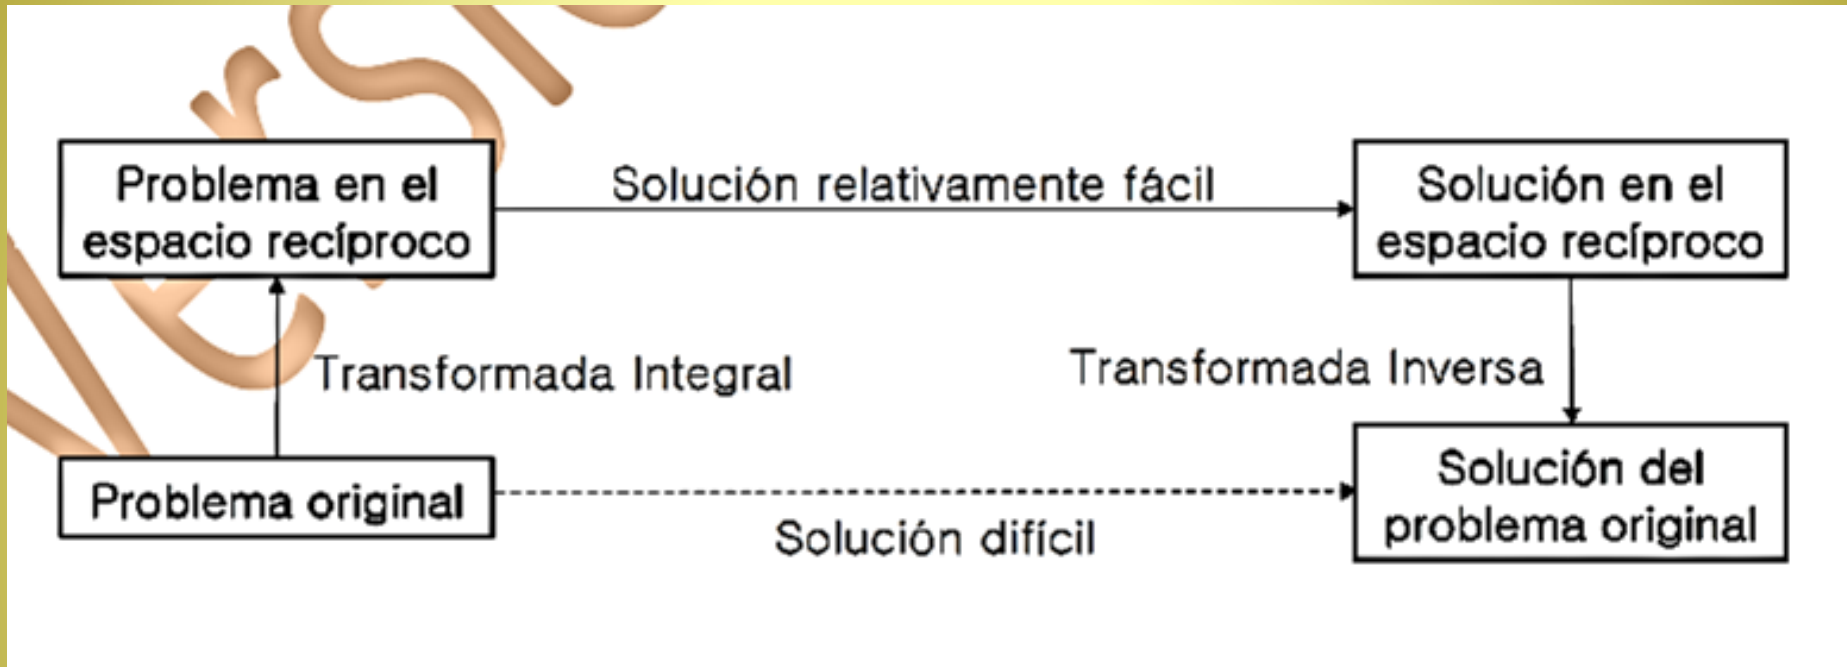 Problema en el
espacio recíproco
Solución relativamente fácil
Solución en el
espacio recíproco
Transformada Integral
Transformada Inversa
Problema original
Solución difícil
Solución del
problema original